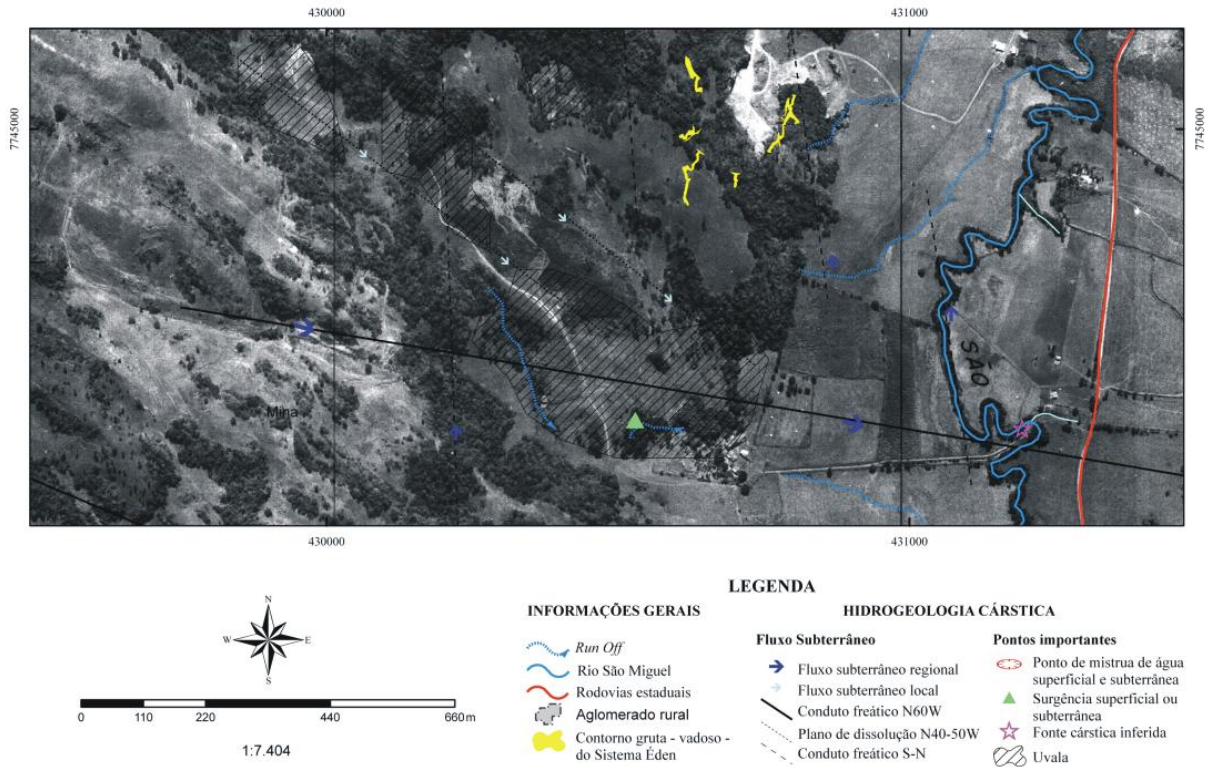 430000
431000
7745000
7745000
Mina
SÃO
430000
431000
N
W
E
S
0 110 220 440 660 m
1:7.404
LEGENDA
INFORMAÇÕES GERAIS
Run Off
Rio São Miguel
Rodovias estaduais
Aglomerado rural
Contorno gruta - vadoso -
do Sistema Éden
HIDROGEOLOGIA CÁRSTICA
Fluxo Subterrâneo
Fluxo subterrâneo regional
Fluxo subterrâneo local
Conduto freático N60W
Plano de dissolução N40-50W
Conduto freático S-N
Pontos importantes
Ponto de mistrua de água
superficial e subterrânea
Surgência superficial ou
subterrânea
Fonte cárstica inferida
Uvala